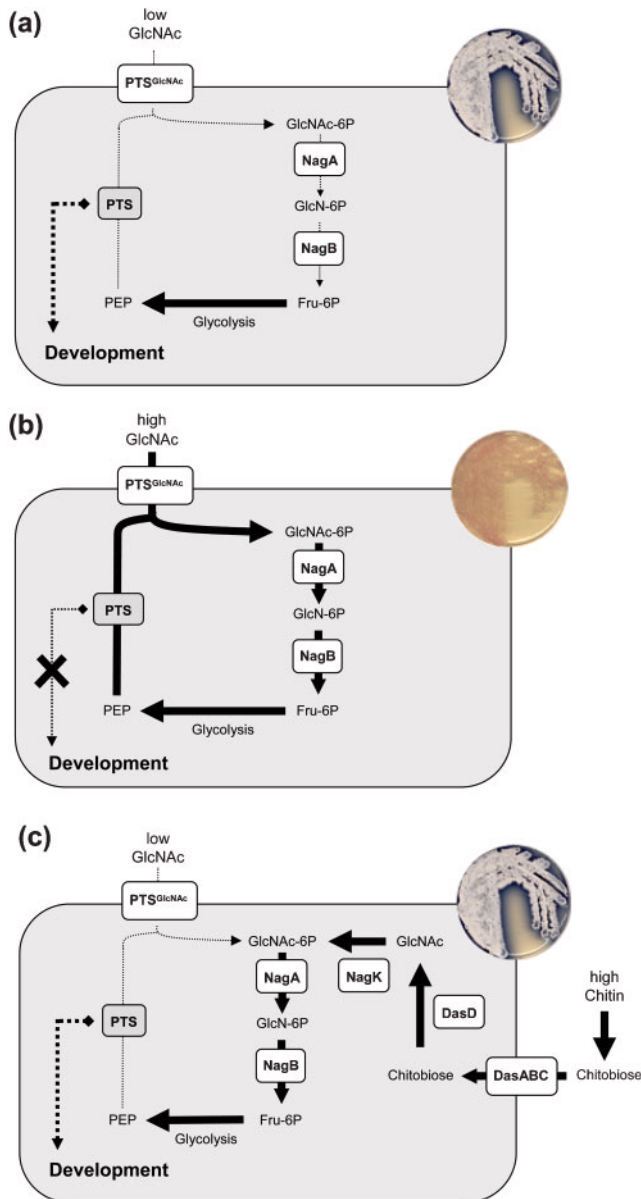 (a)
low
GlcNAc
PTSGlcNAc
GlcNAc-6P
NagA
PTS
GlcN-6P
NagB
PEP
Fru-6P
Glycolysis
Development
(b)
high
GlcNAc
PTSGlcNAc
GlcNAc-6P
NagA
PTS
GlcN-6P
NagB
PEP
Fru-6P
Glycolysis
Development
(c)
low
GlcNAc
PTSGlcNAc
GlcNAc-6P
GlcNAc
NagA
NagK
high
Chitin
DasD
PTS
GlcN-6P
NagB
Chitobiose
DasABC
Chitobiose
PEP
Fru-6P
Glycolysis
Development